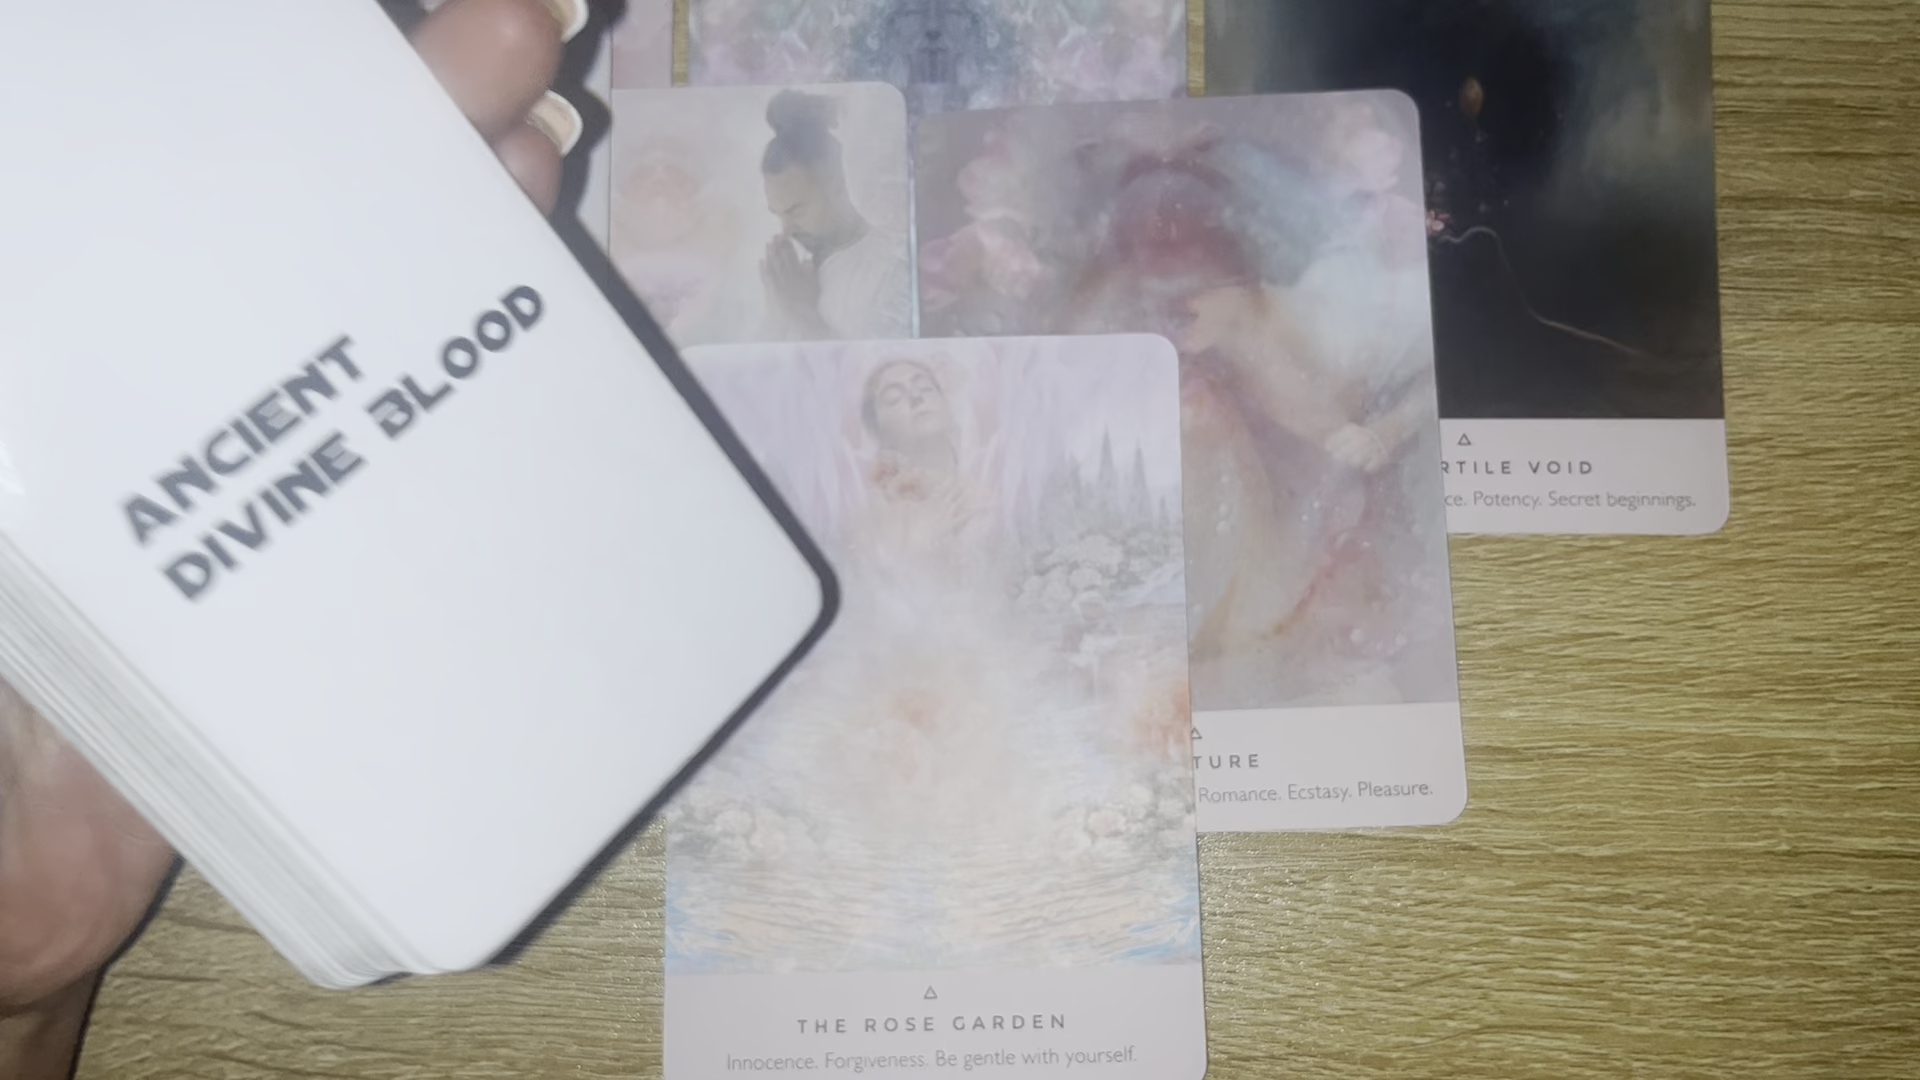 ANCIENT
DIVINE BLOOD
RTILE VOID
ce. Potency. Secret beginnings.
TURE
Romance. Ecstasy. Pleasure.
THE ROSE GARDEN
Innocence. Forgiveness. Be gentle with yourself.